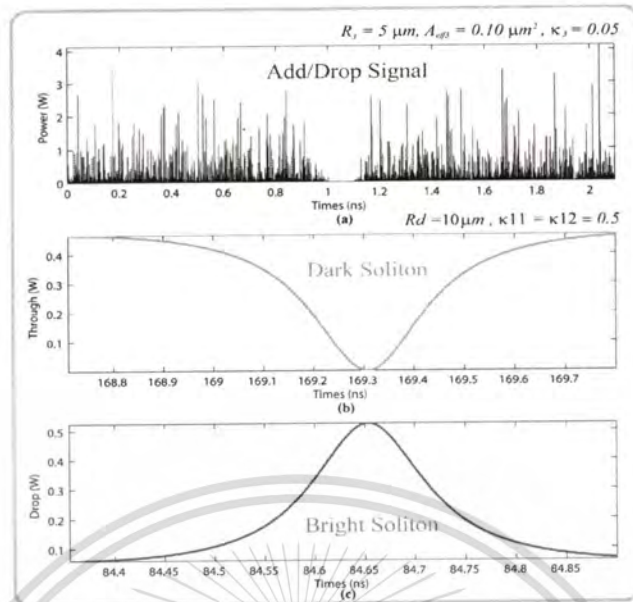 R₃ = 5 μm, A_eff3 = 0.10 μm², κ₃ = 0.05
Add/Drop Signal
Power (W)
4
3
2
1
0
0 0.2 0.4 0.6 0.8 1 1.2 1.4 1.6 1.8 2
Times (ns)
(a)
Rd =10μm , κ11 = κ12 = 0.5
Dark Soliton
Through (W)
0.4
0.3
0.2
0.1
168.8 168.9 169 169.1 169.2 169.3 169.4 169.5 169.6 169.7
Times (ns)
(b)
Drop (W)
0.5
0.4
0.3
0.2
0.1
Bright Soliton
84.4 84.45 84.5 84.55 84.6 84.65 84.7 84.75 84.8 84.85
Times (ns)
(c)